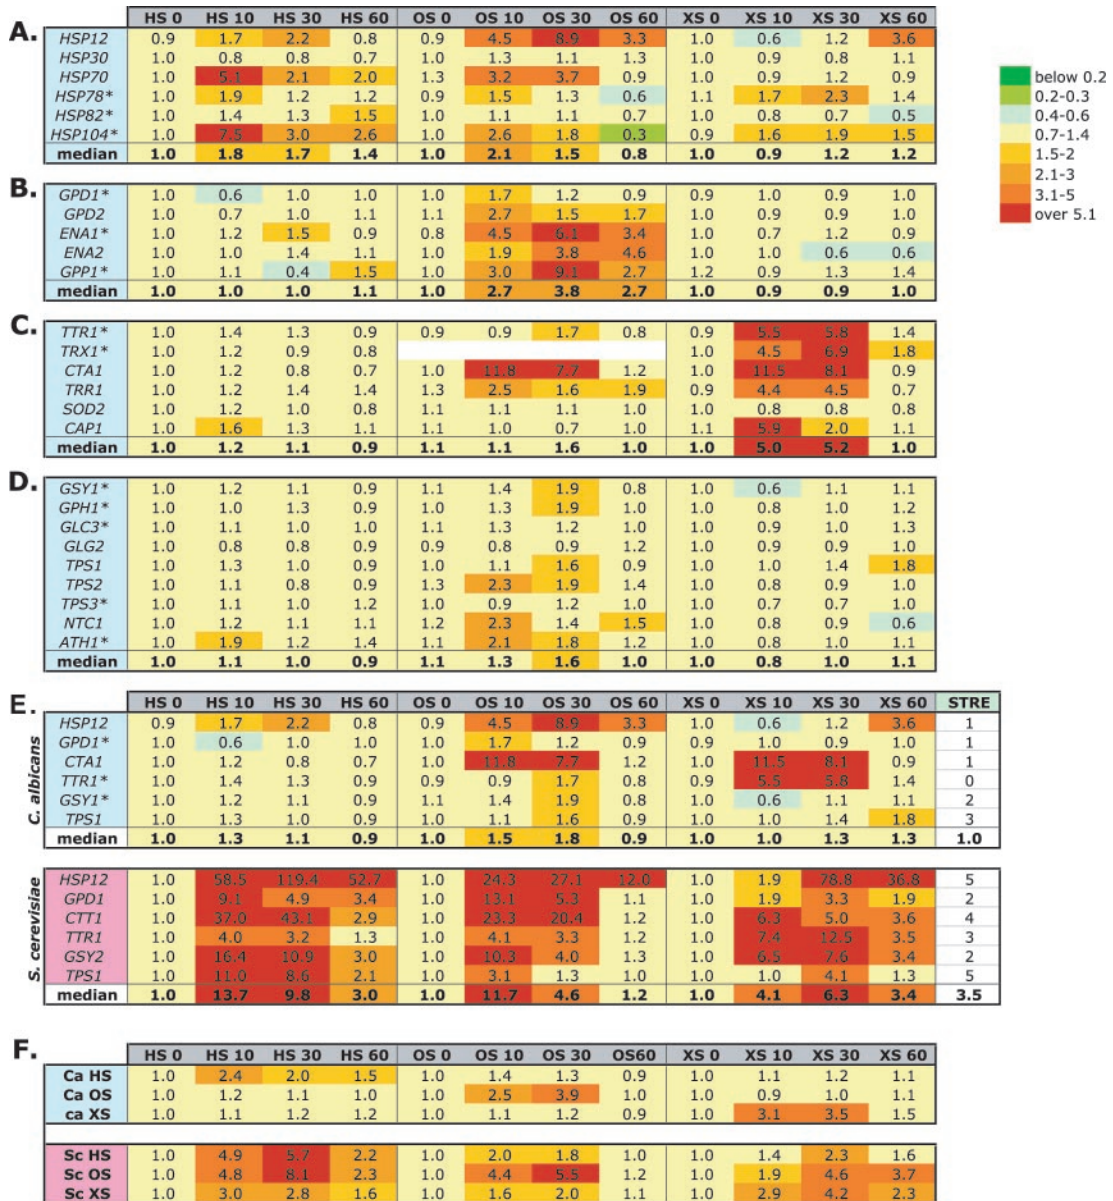 HS 0 HS 10 HS 30 HS 60 OS 0 OS 10 OS 30 OS 60 XS 0 XS 10 XS 30 XS 60
A.
HSP12 0.9 1.7 2.2 0.8 0.9 4.5 8.9 3.3 1.0 0.6 1.2 3.6
HSP30 1.0 0.8 0.8 0.7 1.0 1.3 1.1 1.3 1.0 0.9 0.8 1.1
HSP70 1.0 5.1 2.1 2.0 1.3 3.2 3.7 0.9 1.0 0.9 1.2 0.9
HSP78* 1.0 1.9 1.2 1.2 0.9 1.5 1.3 0.6 1.1 1.7 2.3 1.4
HSP82* 1.0 1.4 1.3 1.5 1.0 1.1 1.1 0.7 1.0 0.8 0.7 0.5
HSP104* 1.0 7.5 3.0 2.6 1.0 2.6 1.8 0.3 0.9 1.6 1.9 1.5
median 1.0 1.8 1.7 1.4 1.0 2.1 1.5 0.8 1.0 0.9 1.2 1.2
below 0.2
0.2-0.3
0.4-0.6
0.7-1.4
1.5-2
2.1-3
3.1-5
over 5.1
B.
GPD1* 1.0 0.6 1.0 1.0 1.0 1.7 1.2 0.9 0.9 1.0 0.9 1.0
GPD2 1.0 0.7 1.0 1.1 1.1 2.7 1.5 1.7 1.0 0.9 0.9 1.0
ENA1* 1.0 1.2 1.5 0.9 0.8 4.5 6.1 3.4 1.0 0.7 1.2 0.9
ENA2 1.0 1.0 1.4 1.1 1.0 1.9 3.8 4.6 1.0 1.0 0.6 0.6
GPP1* 1.0 1.1 0.4 1.5 1.0 3.0 9.1 2.7 1.2 0.9 1.3 1.4
median 1.0 1.0 1.0 1.1 1.0 2.7 3.8 2.7 1.0 0.9 0.9 1.0
C.
TTR1* 1.0 1.4 1.3 0.9 0.9 0.9 1.7 0.8 0.9 5.5 5.8 1.4
TRX1* 1.0 1.2 0.9 0.8 1.0 4.5 6.9 1.8
CTA1 1.0 1.2 0.8 0.7 1.0 11.8 7.7 1.2 1.0 11.5 8.1 0.9
TRR1 1.0 1.2 1.4 1.4 1.3 2.5 1.6 1.9 0.9 4.4 4.5 0.7
SOD2 1.0 1.2 1.0 0.8 1.1 1.1 1.1 1.0 1.0 0.8 0.8 0.8
CAP1 1.0 1.6 1.3 1.1 1.1 1.0 0.7 1.0 1.1 5.9 2.0 1.1
median 1.0 1.2 1.1 0.9 1.1 1.1 1.6 1.0 1.0 5.0 5.2 1.0
D.
GSY1* 1.0 1.2 1.1 0.9 1.1 1.4 1.9 0.8 1.0 0.6 1.1 1.1
GPH1* 1.0 1.0 1.3 0.9 1.0 1.3 1.9 1.0 1.0 0.8 1.0 1.2
GLC3* 1.0 1.1 1.0 1.0 1.1 1.3 1.2 1.0 1.0 0.9 1.0 1.3
GLG2 1.0 0.8 0.8 0.9 0.9 0.8 0.9 1.2 1.0 0.9 0.9 1.0
TPS1 1.0 1.3 1.0 0.9 1.0 1.1 1.6 0.9 1.0 1.0 1.4 1.8
TPS2 1.0 1.1 0.8 0.9 1.3 2.3 1.9 1.4 1.0 0.8 0.9 1.0
TPS3* 1.0 1.1 1.0 1.2 1.0 0.9 1.2 1.0 1.0 0.7 0.7 1.0
NTC1 1.0 1.2 1.1 1.1 1.2 2.3 1.4 1.5 1.0 0.8 0.9 0.6
ATH1* 1.0 1.9 1.2 1.4 1.1 2.1 1.8 1.2 1.0 0.8 1.0 1.1
median 1.0 1.1 1.0 0.9 1.1 1.3 1.6 1.0 1.0 0.8 1.0 1.1
E.
HS 0 HS 10 HS 30 HS 60 OS 0 OS 10 OS 30 OS 60 XS 0 XS 10 XS 30 XS 60 STRE
C. albicans
HSP12 0.9 1.7 2.2 0.8 0.9 4.5 8.9 3.3 1.0 0.6 1.2 3.6 1
GPD1* 1.0 0.6 1.0 1.0 1.0 1.7 1.2 0.9 0.9 1.0 0.9 1.0 1
CTA1 1.0 1.2 0.8 0.7 1.0 11.8 7.7 1.2 1.0 11.5 8.1 0.9 1
TTR1* 1.0 1.4 1.3 0.9 0.9 0.9 1.7 0.8 0.9 5.5 5.8 1.4 0
GSY1* 1.0 1.2 1.1 0.9 1.1 1.4 1.9 0.8 1.0 0.6 1.1 1.1 2
TPS1 1.0 1.3 1.0 0.9 1.0 1.1 1.6 0.9 1.0 1.0 1.4 1.8 3
median 1.0 1.3 1.1 0.9 1.0 1.5 1.8 0.9 1.0 1.0 1.3 1.3 1.0
S. cerevisiae
HSP12 1.0 58.5 119.4 52.7 1.0 24.3 27.1 12.0 1.0 1.9 78.8 36.8 5
GPD1 1.0 9.1 4.9 3.4 1.0 13.1 5.3 1.1 1.0 1.9 3.3 1.9 2
CTT1 1.0 37.0 43.1 2.9 1.0 23.3 20.4 1.2 1.0 6.3 5.0 3.6 4
TTR1 1.0 4.0 3.2 1.3 1.0 4.1 3.3 1.2 1.0 7.4 12.5 3.5 3
GSY2 1.0 16.4 10.9 3.0 1.0 10.3 4.0 1.3 1.0 6.5 7.6 3.4 2
TPS1 1.0 11.0 8.6 2.1 1.0 3.1 1.3 1.0 1.0 1.0 4.1 1.3 5
median 1.0 13.7 9.8 3.0 1.0 11.7 4.6 1.2 1.0 4.1 6.3 3.4 3.5
F.
HS 0 HS 10 HS 30 HS 60 OS 0 OS 10 OS 30 OS60 XS 0 XS 10 XS 30 XS 60
Ca HS 1.0 2.4 2.0 1.5 1.0 1.4 1.3 0.9 1.0 1.1 1.2 1.1
Ca OS 1.0 1.2 1.1 1.0 1.0 2.5 3.9 1.0 1.0 0.9 1.0 1.1
ca XS 1.0 1.1 1.2 1.2 1.0 1.1 1.2 0.9 1.0 3.1 3.5 1.5
Sc HS 1.0 4.9 5.7 2.2 1.0 2.0 1.8 1.0 1.0 1.4 2.3 1.6
Sc OS 1.0 4.8 8.1 2.3 1.0 4.4 5.5 1.2 1.0 1.9 4.6 3.7
Sc XS 1.0 3.0 2.8 1.6 1.0 1.6 2.0 1.1 1.0 2.9 4.2 2.3